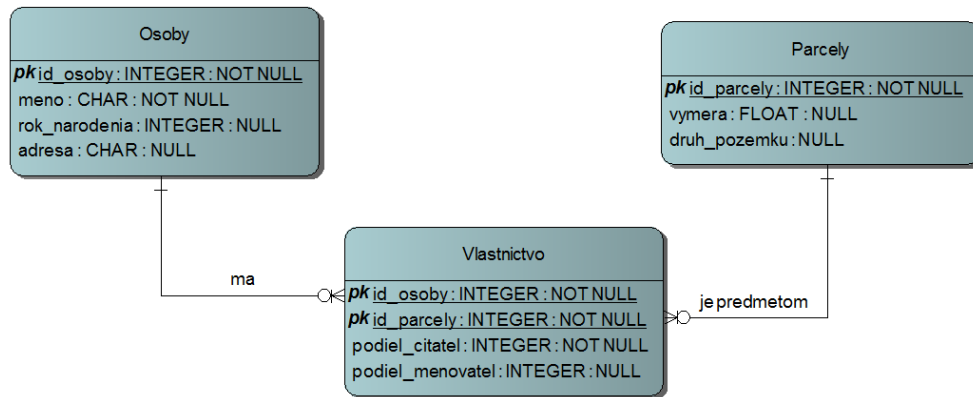 Osoby
pk id_osoby : INTEGER : NOT NULL
meno : CHAR : NOT NULL
rok_narodenia : INTEGER : NULL
adresa : CHAR : NULL
Parcely
pk id_parcely : INTEGER : NOT NULL
vymera : FLOAT : NULL
druh_pozemku : NULL
ma
Vlastnictvo
pk id_osoby : INTEGER : NOT NULL
pk id_parcely : INTEGER : NOT NULL
podiel_citatel : INTEGER : NOT NULL
podiel_menovatel : INTEGER : NULL
je predmetom